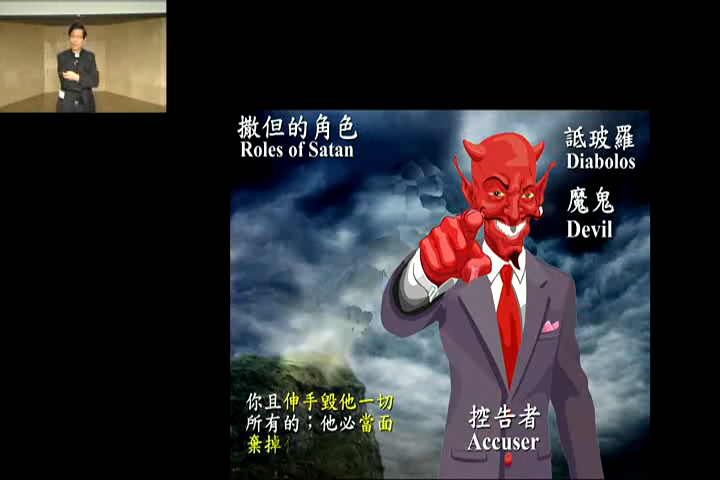 撒但的角色
Roles of Satan
詆玻羅
Diabolos
魔鬼
Devil
你且伸手毀他一切
所有的；他必當面
棄掉
控告者
Accuser